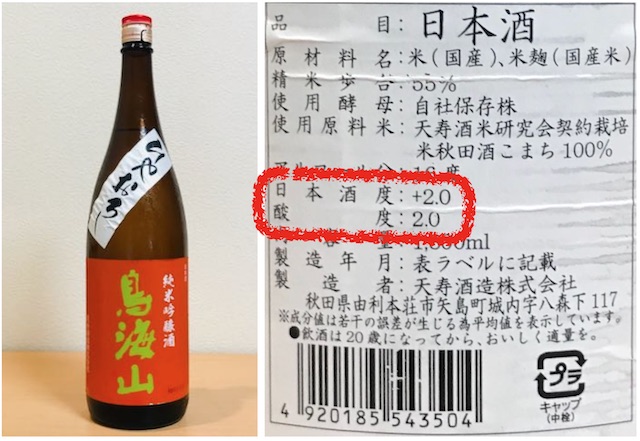 ひやおろし
純米吟醸酒
鳥海山
品目：日本酒
原材料名：米(国産)、米麹(国産米)
精米歩合：55%
使用酵母：自社保存株
使用原料米：天寿酒米研究会契約栽培
米秋田酒こまち100%
日本酒度：+2.0
酸度：2.0
製造年月：表ラベルに記載
製造者：天寿酒造株式会社
秋田県由利本荘市矢島町城内字八森下117
※成分値は若干の誤差が生じる為平均値を表示しています。
●飲酒は20歳になってから、おいしく適量を。
4 920185 543504
プラ
キャップ
(中栓)